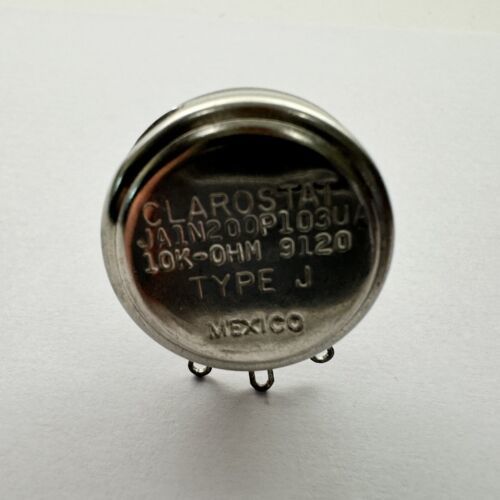 CLAROSTAT
JA1N200P103UA
10K-OHM 9120
TYPE J
MEXICO